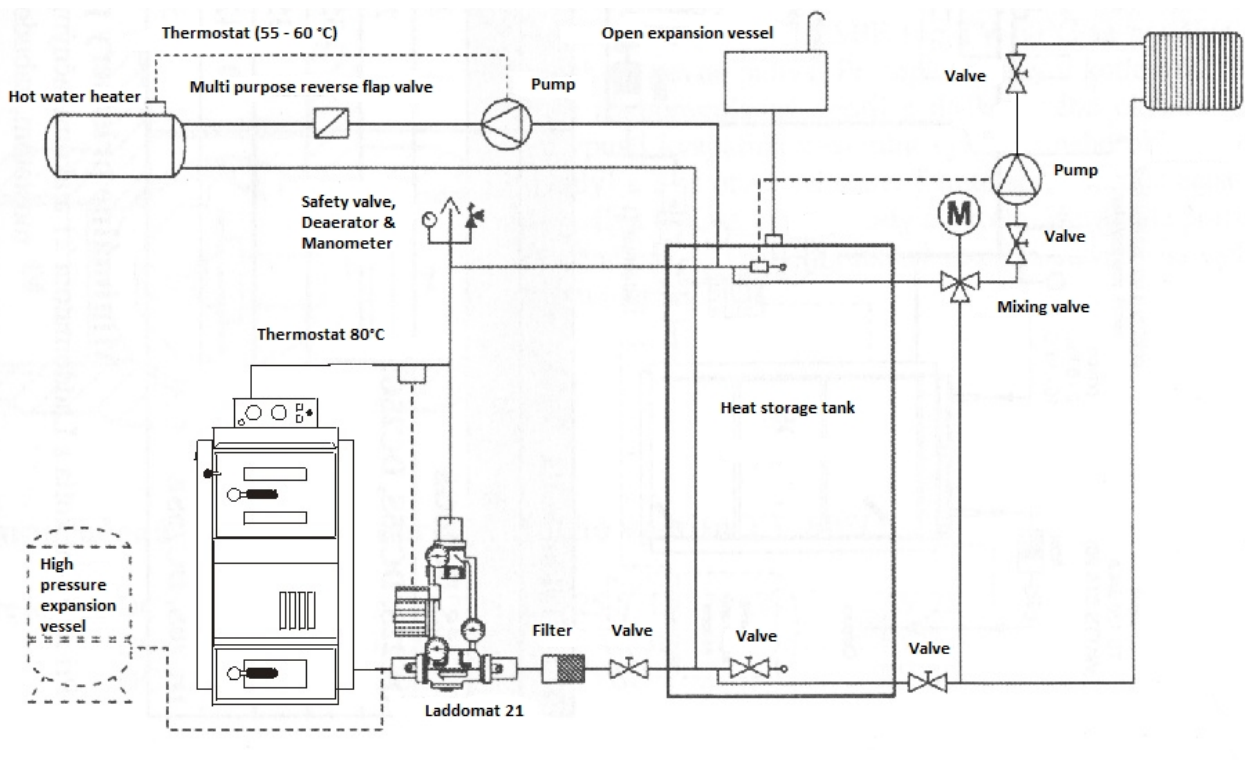 Thermostat (55 - 60 °C)
Open expansion vessel
Valve
Hot water heater
Multi purpose reverse flap valve
Pump
Pump
Safety valve,
Deaerator &
Manometer
M
Valve
Mixing valve
Thermostat 80°C
Heat storage tank
High
pressure
expansion
vessel
Filter
Valve
Valve
Valve
Laddomat 21